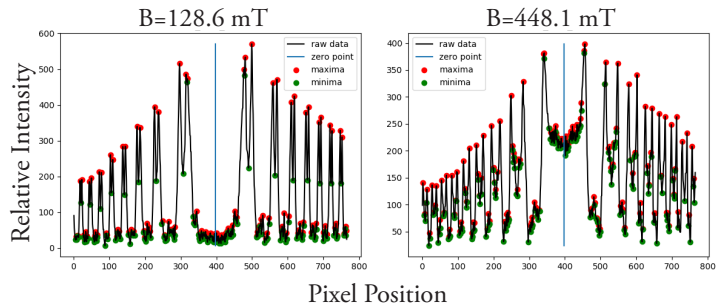 B=128.6 mT
B=448.1 mT
Relative Intensity
600
500
400
300
200
100
0
raw data
zero point
maxima
minima
0 100 200 300 400 500 600 700 800
400
350
300
250
200
150
100
50
raw data
zero point
maxima
minima
0 100 200 300 400 500 600 700 800
Pixel Position